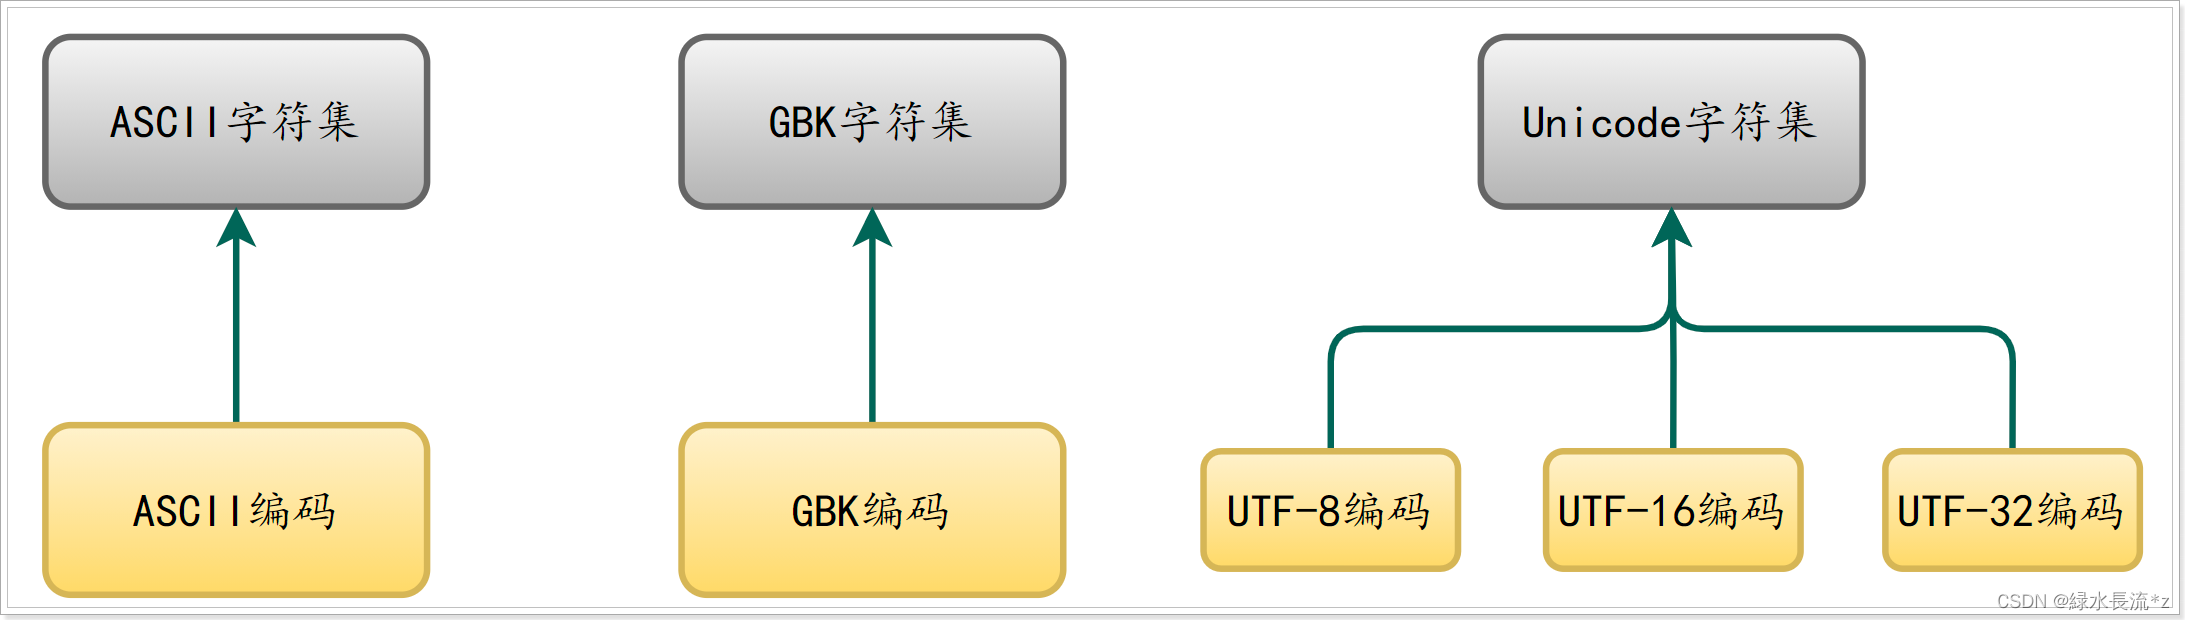 ASCII字符集
GBK字符集
Unicode字符集
ASCII编码
GBK编码
UTF-8编码
UTF-16编码
UTF-32编码
CSDN @緑水長流*z